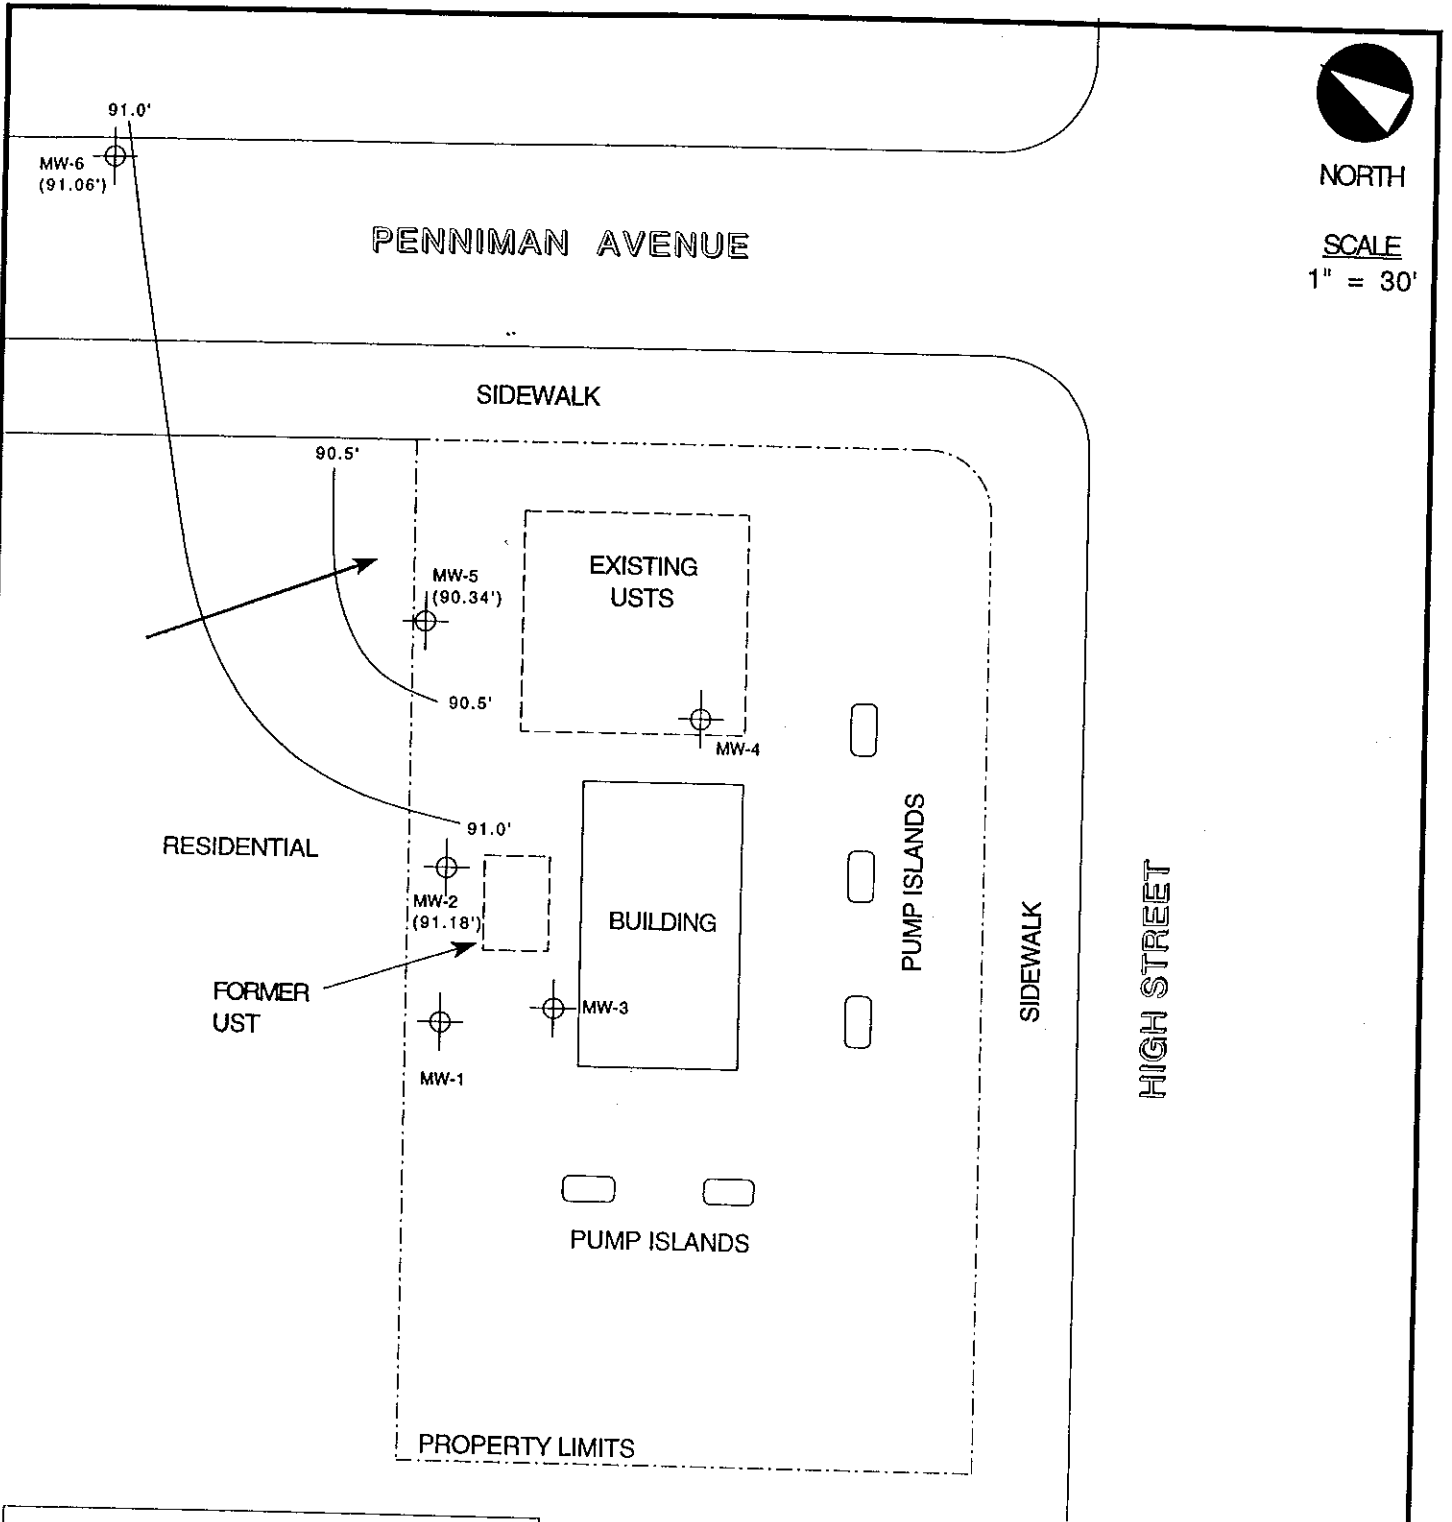 91.0'
MW-6
(91.06')
NORTH
PENNIMAN AVENUE
SCALE
1" = 30'
SIDEWALK
90.5'
EXISTING
USTS
MW-5
(90.34')
90.5'
MW-4
PUMP ISLANDS
91.0'
RESIDENTIAL
MW-2
(91.18')
BUILDING
SIDEWALK
HIGH STREET
FORMER
UST
MW-3
MW-1
PUMP ISLANDS
PROPERTY LIMITS